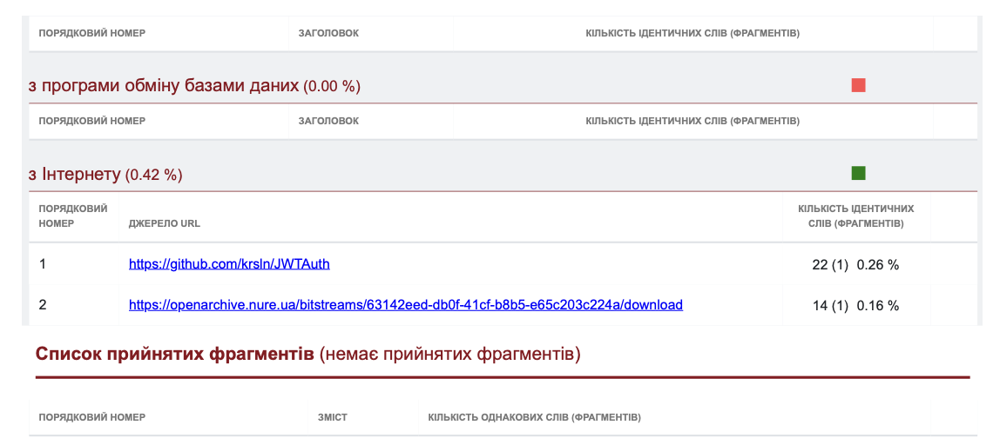 ПОРЯДКОВИЙ НОМЕР ЗАГОЛОВОК КІЛЬКІСТЬ ІДЕНТИЧНИХ СЛІВ (ФРАГМЕНТІВ)
з програми обміну базами даних (0.00 %)
ПОРЯДКОВИЙ НОМЕР ЗАГОЛОВОК КІЛЬКІСТЬ ІДЕНТИЧНИХ СЛІВ (ФРАГМЕНТІВ)
з Інтернету (0.42 %)
ПОРЯДКОВИЙ
НОМЕР
ДЖЕРЕЛО URL
КІЛЬКІСТЬ ІДЕНТИЧНИХ
СЛІВ (ФРАГМЕНТІВ)
1 https://github.com/krsln/JWTAuth 22 (1) 0.26 %
2 https://openarchive.nure.ua/bitstreams/63142eed-db0f-41cf-b8b5-e65c203c224a/download 14 (1) 0.16 %
Список прийнятих фрагментів (немає прийнятих фрагментів)
ПОРЯДКОВИЙ НОМЕР ЗМІСТ КІЛЬКІСТЬ ОДНАКОВИХ СЛІВ (ФРАГМЕНТІВ)